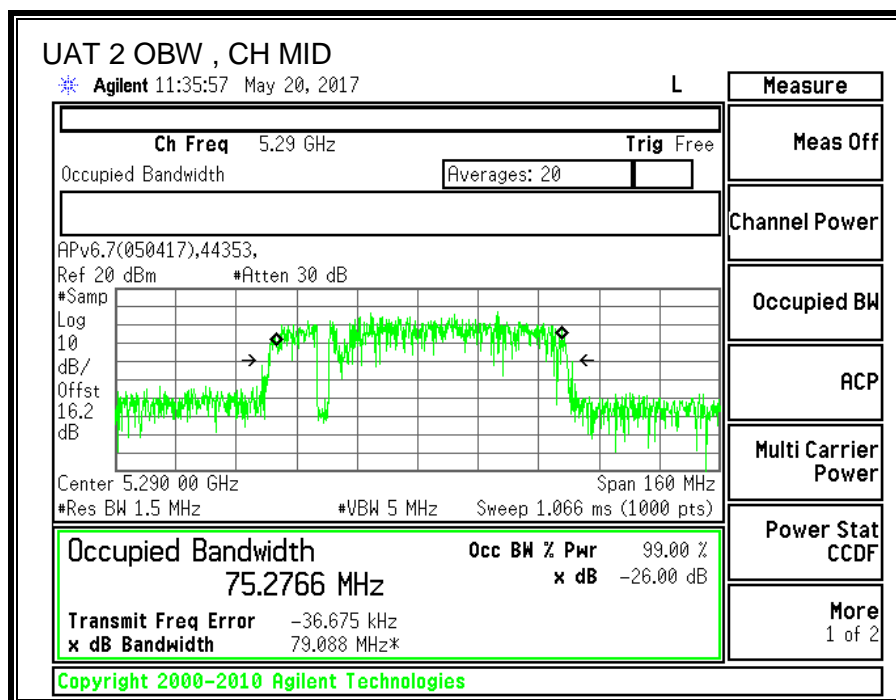 UAT 2 OBW , CH MID
Agilent 11:35:57 May 20, 2017 L
Measure
Ch Freq 5.29 GHz Trig Free
Meas Off
Occupied Bandwidth Averages: 20
Channel Power
APv6.7(050417),44353,
Ref 20 dBm #Atten 30 dB
#Samp
Log
10
dB/
Offst
16.2
dB
Occupied BW
ACP
Multi Carrier
Power
Center 5.290 00 GHz Span 160 MHz
#Res BW 1.5 MHz #VBW 5 MHz Sweep 1.066 ms (1000 pts)
Power Stat
CCDF
Occupied Bandwidth Occ BW % Pwr 99.00 %
75.2766 MHz x dB -26.00 dB
Transmit Freq Error -36.675 kHz
x dB Bandwidth 79.088 MHz*
More
1 of 2
Copyright 2000-2010 Agilent Technologies